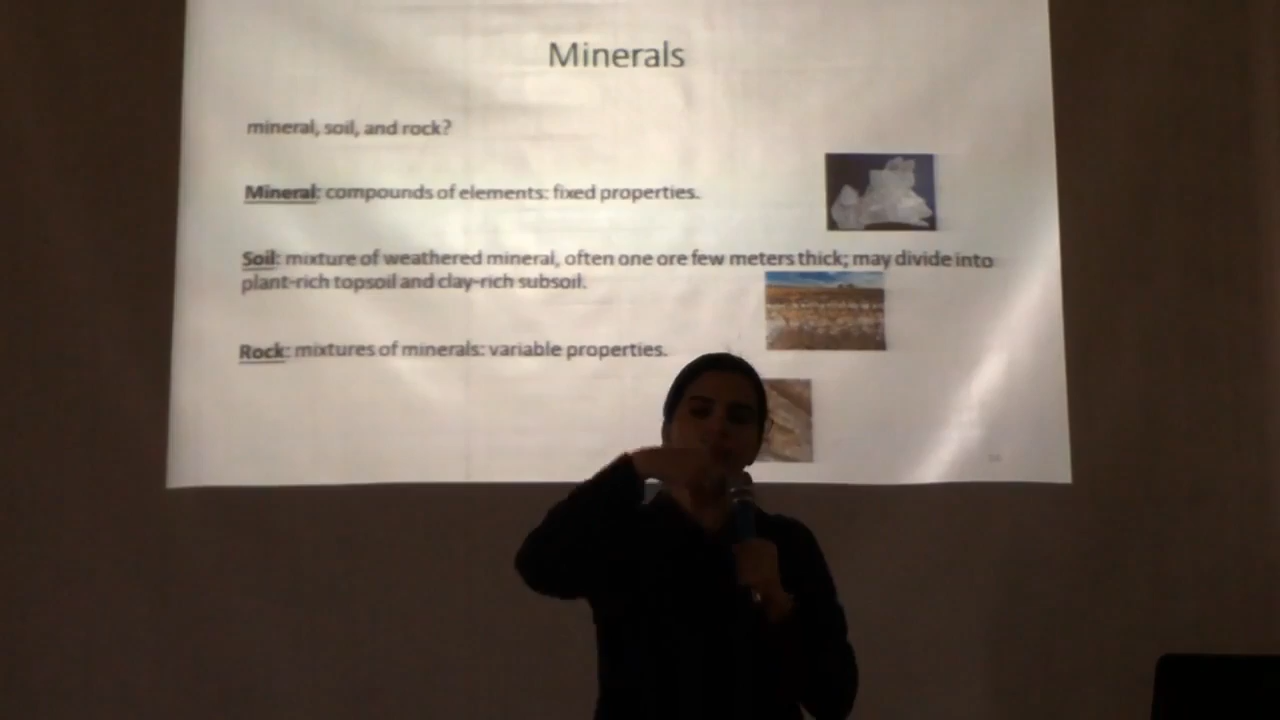 Minerals
mineral, soil, and rock?
Mineral: compounds of elements: fixed properties.
Soil: mixture of weathered mineral, often one ore few meters thick; may divide into
plant-rich topsoil and clay-rich subsoil.
Rock: mixtures of minerals: variable properties.